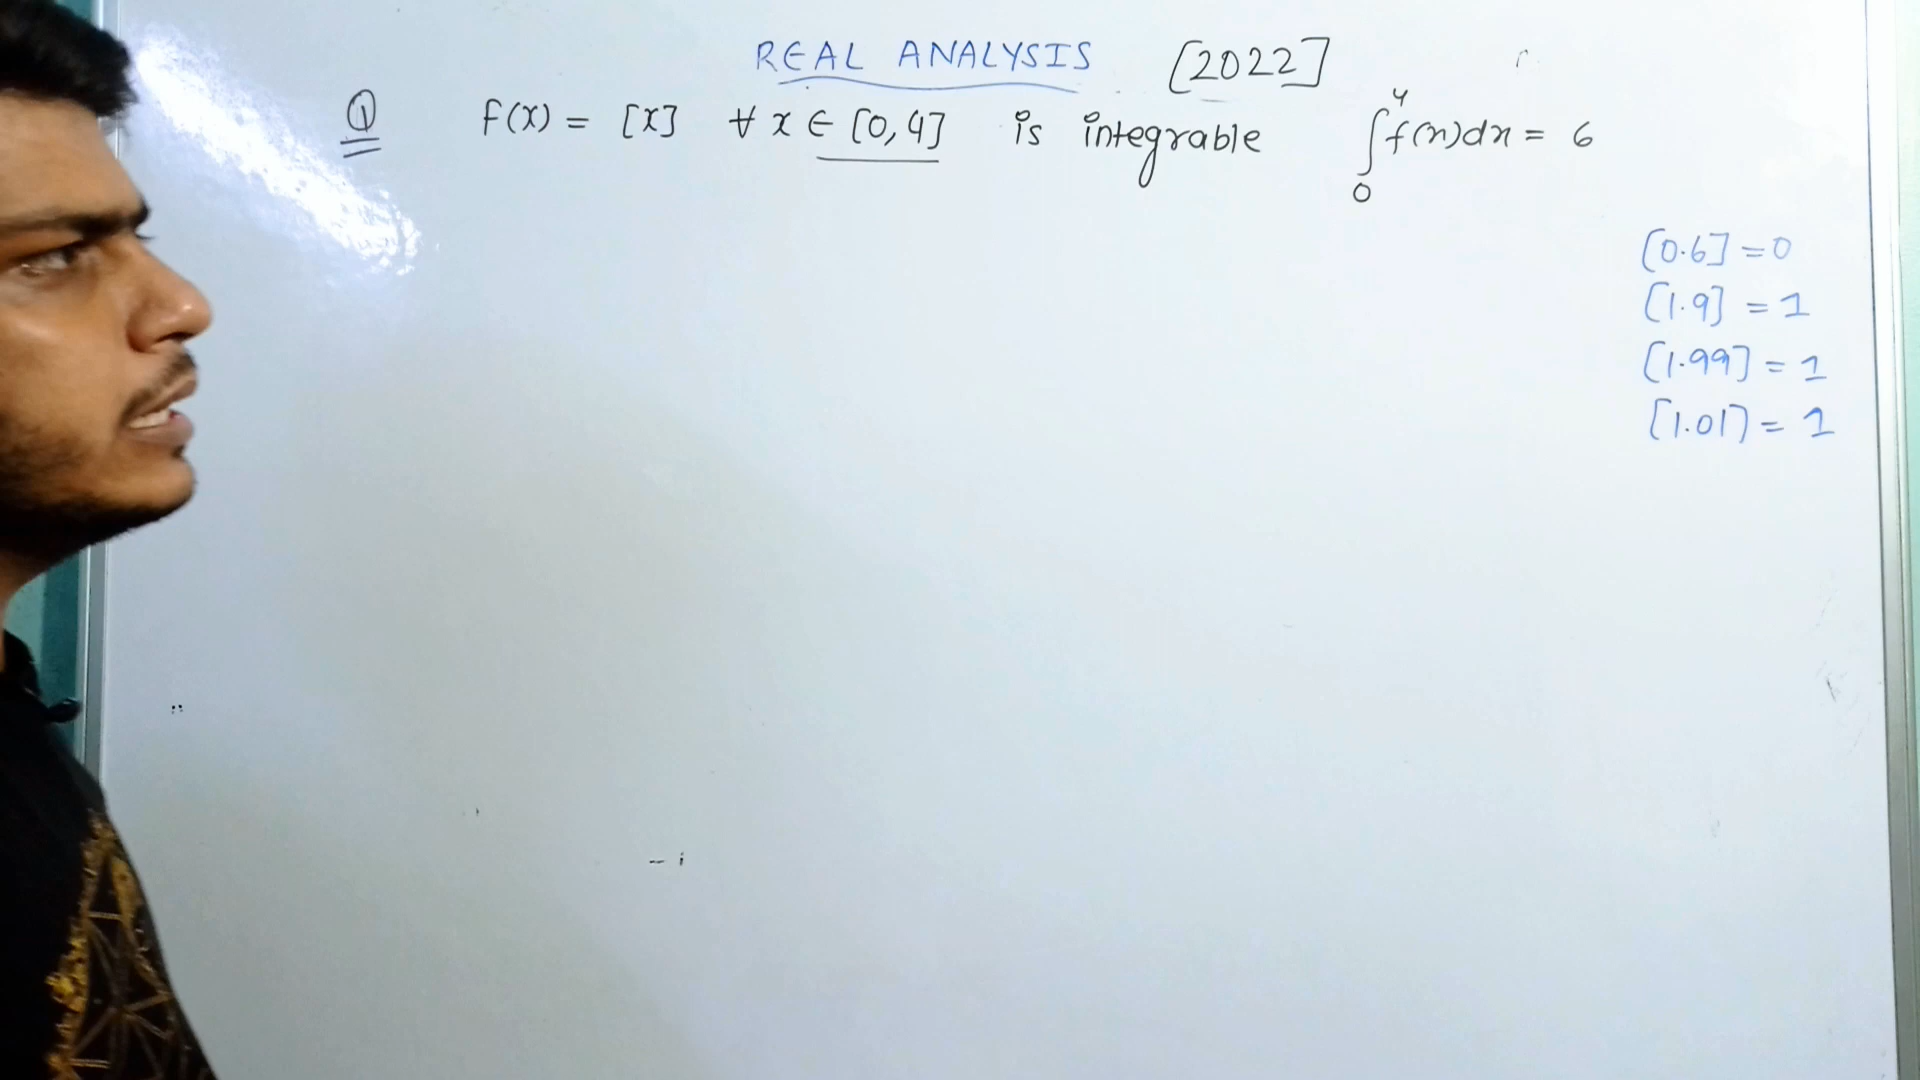 REAL ANALYSIS [2022]
① f(x) = [x] ∀ x ∈ [0,4] is integrable ∫₀⁴ f(x)dx = 6
[0.6] = 0
[1.9] = 1
[1.99] = 1
[1.01] = 1